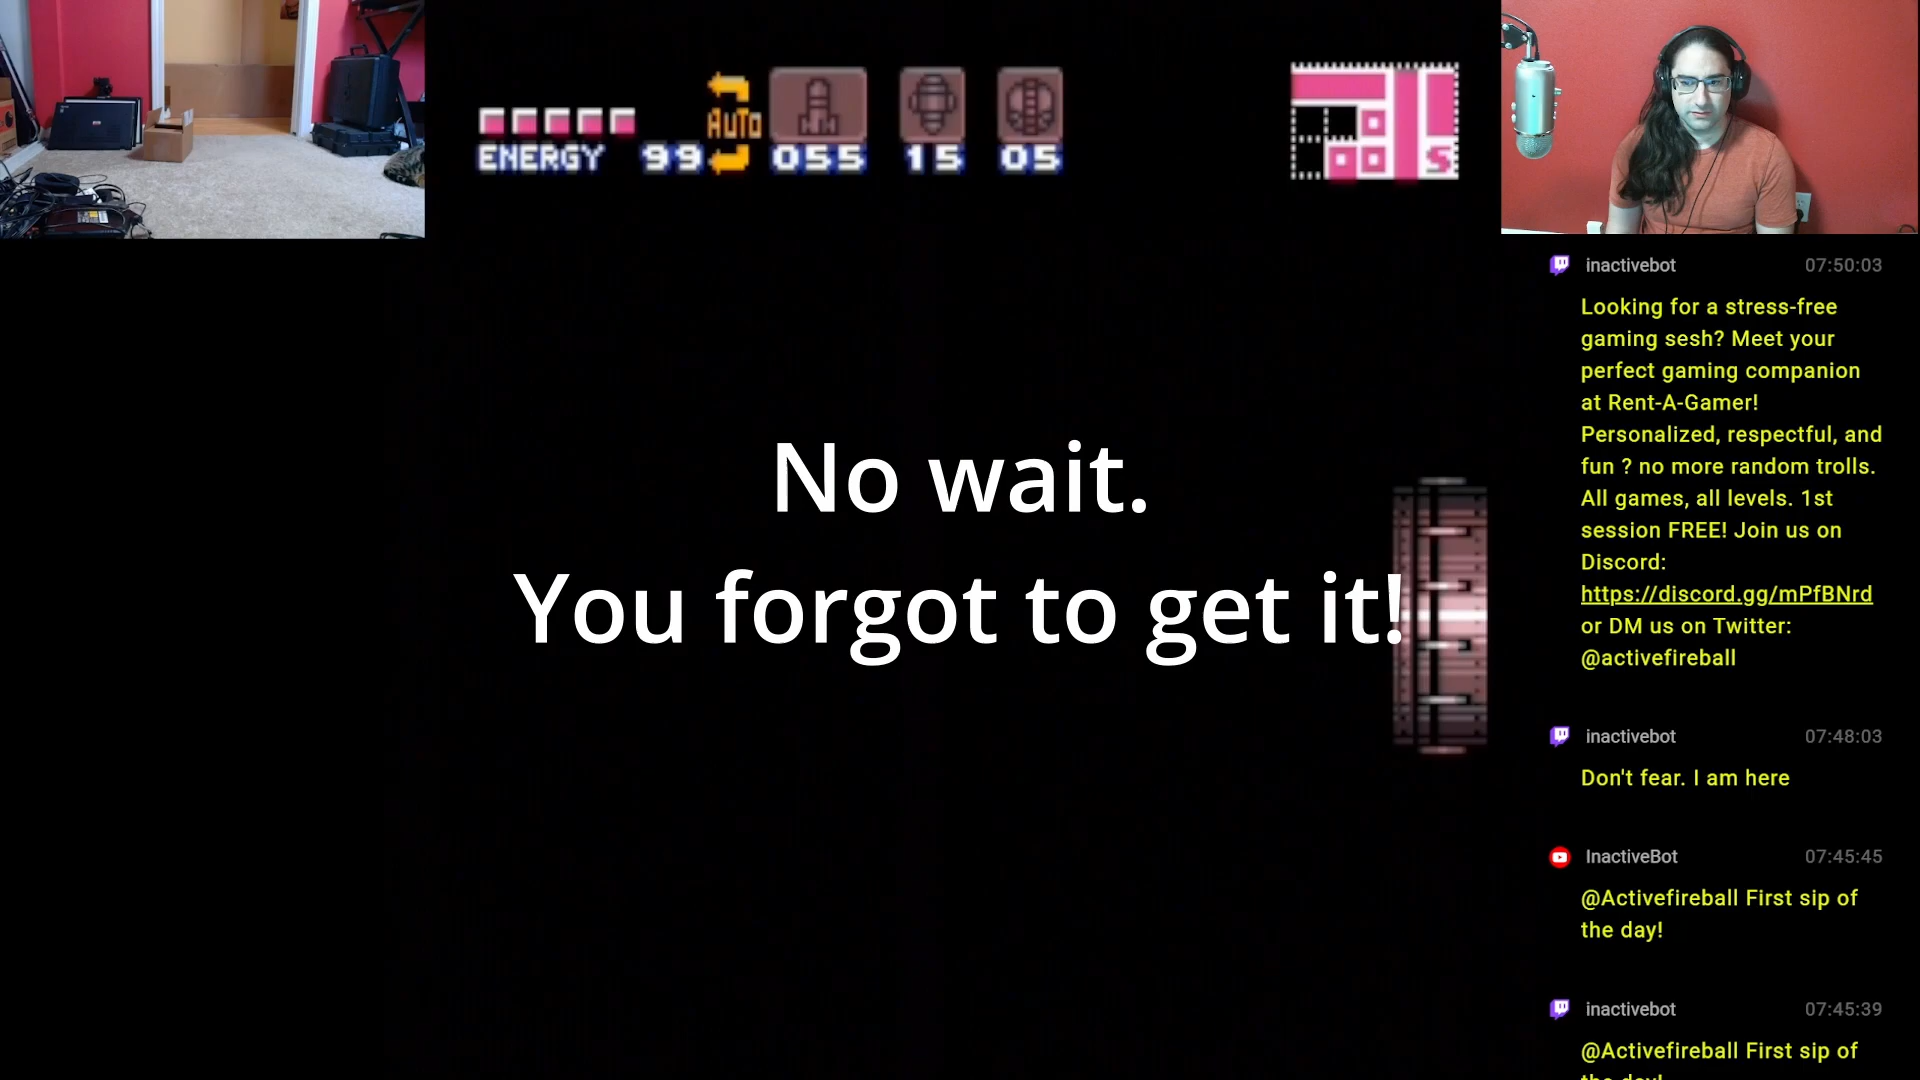 AUTO
ENERGY 99 055 15 05
S
No wait.
You forgot to get it!
inactivebot 07:50:03
Looking for a stress-free
gaming sesh? Meet your
perfect gaming companion
at Rent-A-Gamer!
Personalized, respectful, and
fun ? no more random trolls.
All games, all levels. 1st
session FREE! Join us on
Discord:
https://discord.gg/mPfBNrd
or DM us on Twitter:
@activefireball
inactivebot 07:48:03
Don't fear. I am here
InactiveBot 07:45:45
@Activefireball First sip of
the day!
inactivebot 07:45:39
@Activefireball First sip of
the day!